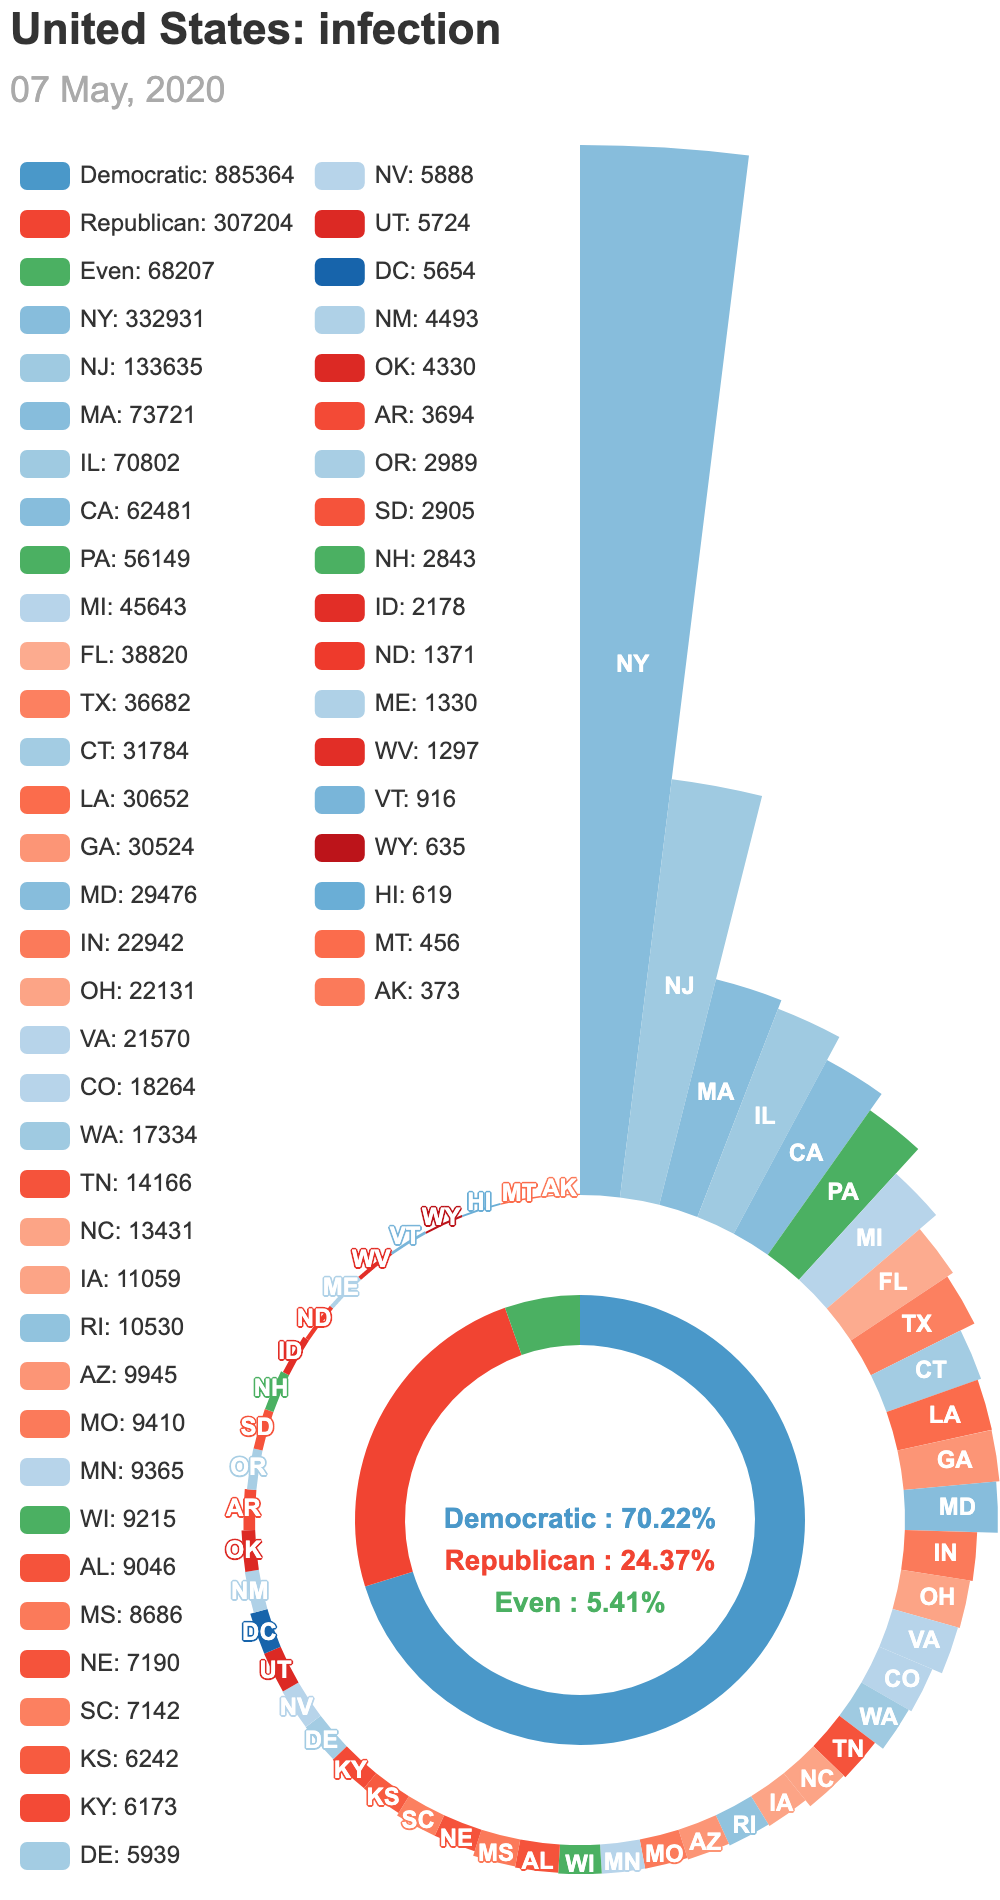 United States: infection
07 May, 2020
Democratic: 885364
Republican: 307204
Even: 68207
NY: 332931
NJ: 133635
MA: 73721
IL: 70802
CA: 62481
PA: 56149
MI: 45643
FL: 38820
TX: 36682
CT: 31784
LA: 30652
GA: 30524
MD: 29476
IN: 22942
OH: 22131
VA: 21570
CO: 18264
WA: 17334
TN: 14166
NC: 13431
IA: 11059
RI: 10530
AZ: 9945
MO: 9410
MN: 9365
WI: 9215
AL: 9046
MS: 8686
NE: 7190
SC: 7142
KS: 6242
KY: 6173
DE: 5939
NV: 5888
UT: 5724
DC: 5654
NM: 4493
OK: 4330
AR: 3694
OR: 2989
SD: 2905
NH: 2843
ID: 2178
ND: 1371
ME: 1330
WV: 1297
VT: 916
WY: 635
HI: 619
MT: 456
AK: 373
NY
NJ
MA
IL
CA
PA
MI
FL
TX
CT
LA
GA
MD
IN
OH
VA
CO
WA
TN
NC
IA
RI
AZ
MO
MN
WI
AL
MS
NE
SC
KS
KY
DE
NV
UT
DC
NM
OK
AR
OR
SD
NH
ID
ND
ME
WV
VT
WY
HI
MT
AK
Democratic : 70.22%
Republican : 24.37%
Even : 5.41%